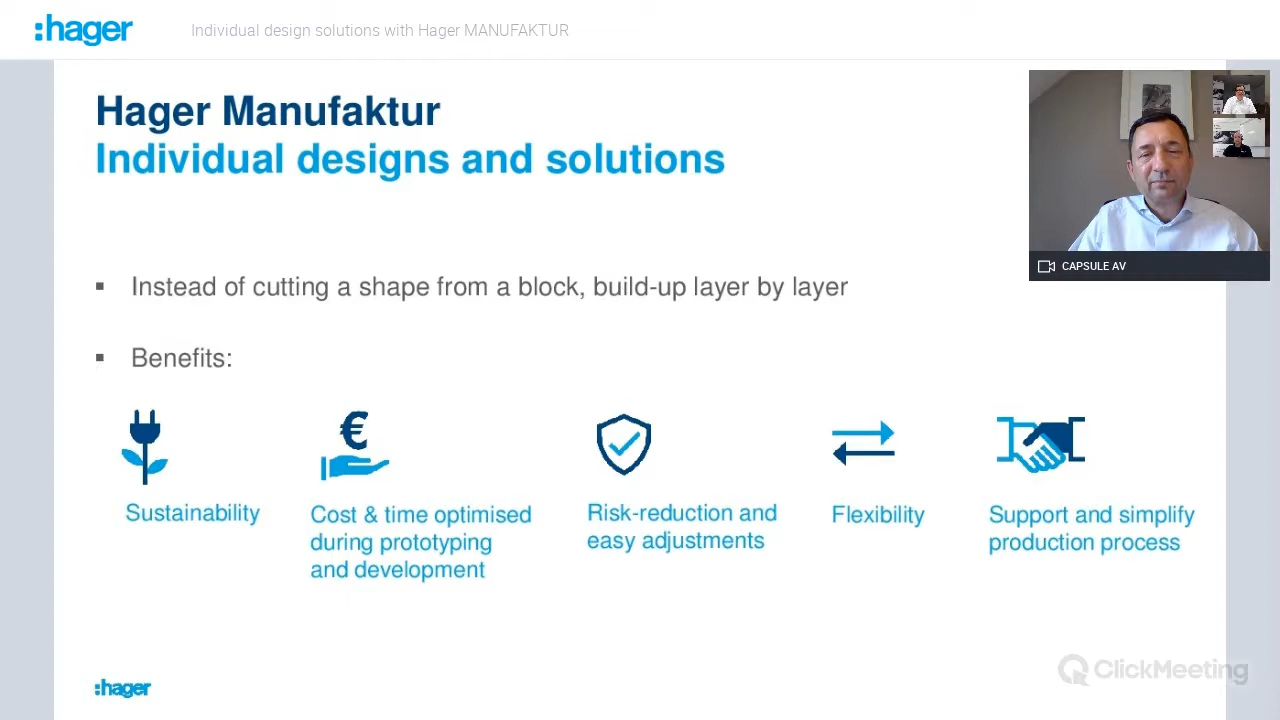 :hager
Individual design solutions with Hager MANUFAKTUR
Hager Manufaktur
Individual designs and solutions
CAPSULE AV
▪ Instead of cutting a shape from a block, build-up layer by layer
▪ Benefits:
€
Sustainability
Cost & time optimised
during prototyping
and development
Risk-reduction and
easy adjustments
Flexibility
Support and simplify
production process
:hager
ClickMeeting